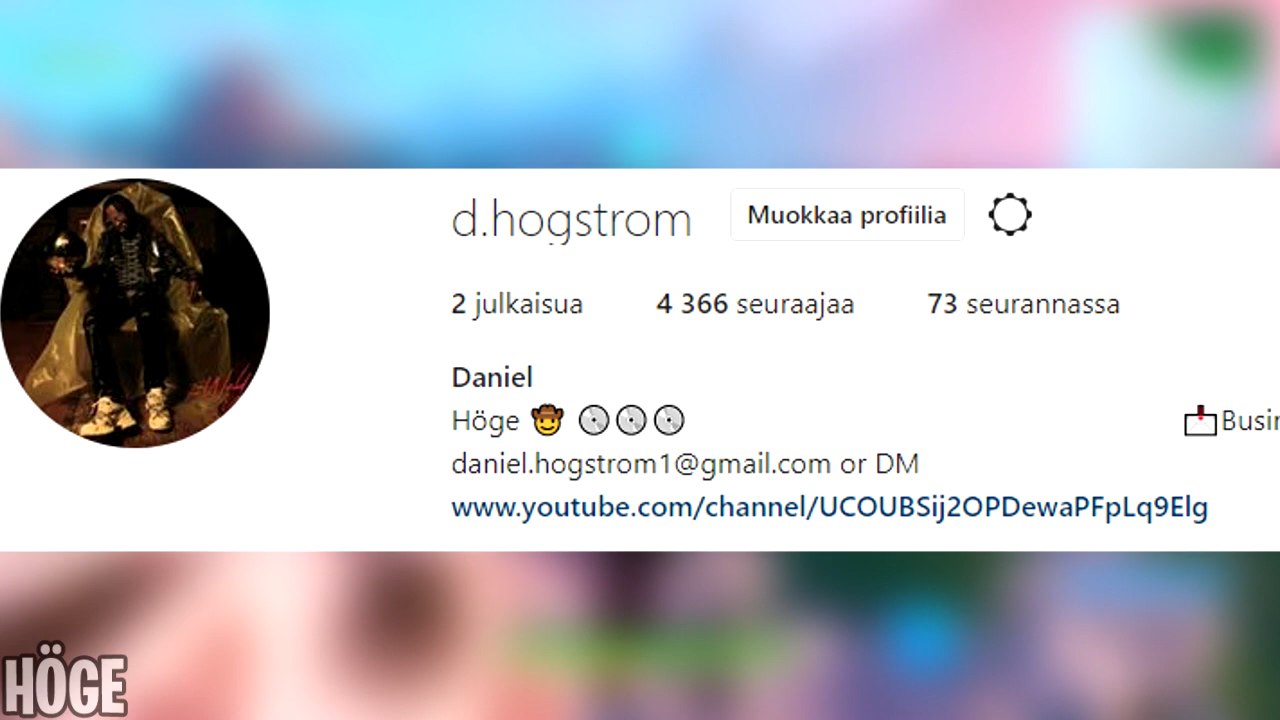 d.hogstrom Muokkaa profiilia
2 julkaisua 4 366 seuraajaa 73 seurannassa
Daniel
Höge 🤠 💿💿💿 📩
daniel.hogstrom1@gmail.com or DM
www.youtube.com/channel/UCOUBSij2OPDewaPFpLq9Elg
HÖGE